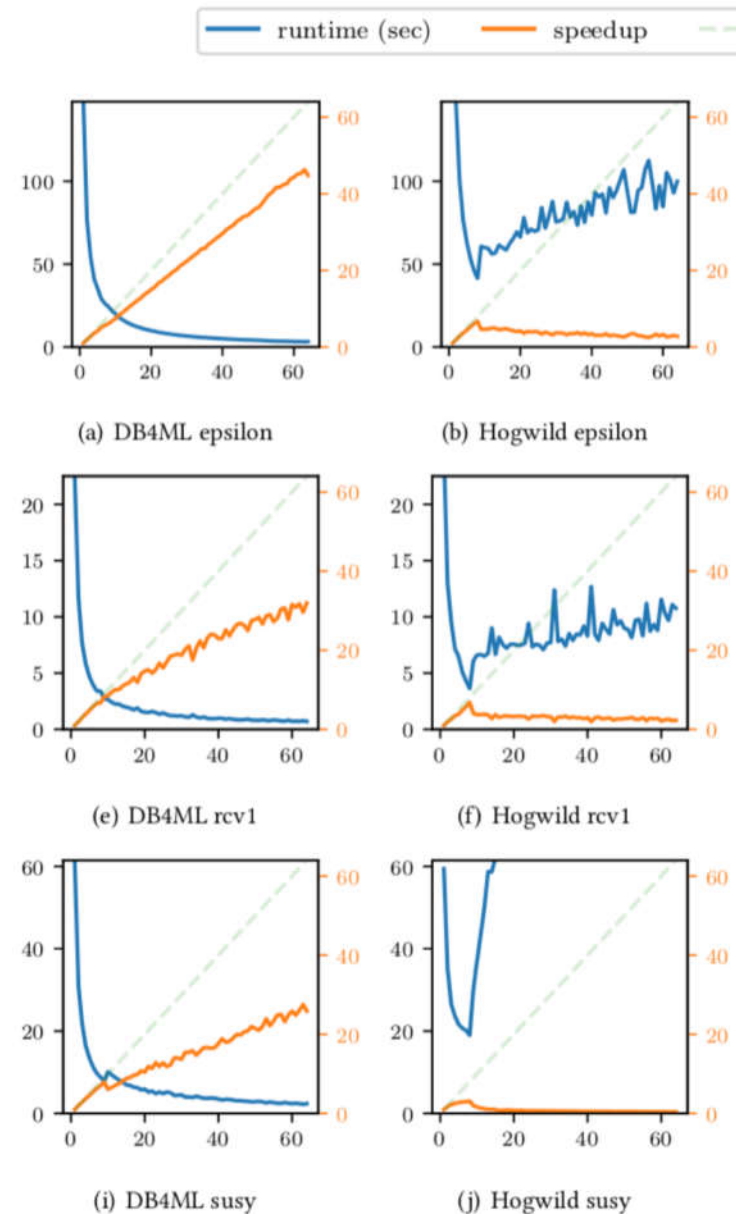 runtime (sec) speedup
100 60 100 60
50 40 50 40
0 20 0 20
0 0
0 20 40 60 0 20 40 60
(a) DB4ML epsilon (b) Hogwild epsilon
20 60 20 60
15 40 15 40
10 20 10 20
5 0 5 0
0 0
0 20 40 60 0 20 40 60
(e) DB4ML rcv1 (f) Hogwild rcv1
60 60 60 60
40 40 40 40
20 20 20 20
0 0 0 0
0 20 40 60 0 20 40 60
(i) DB4ML susy (j) Hogwild susy